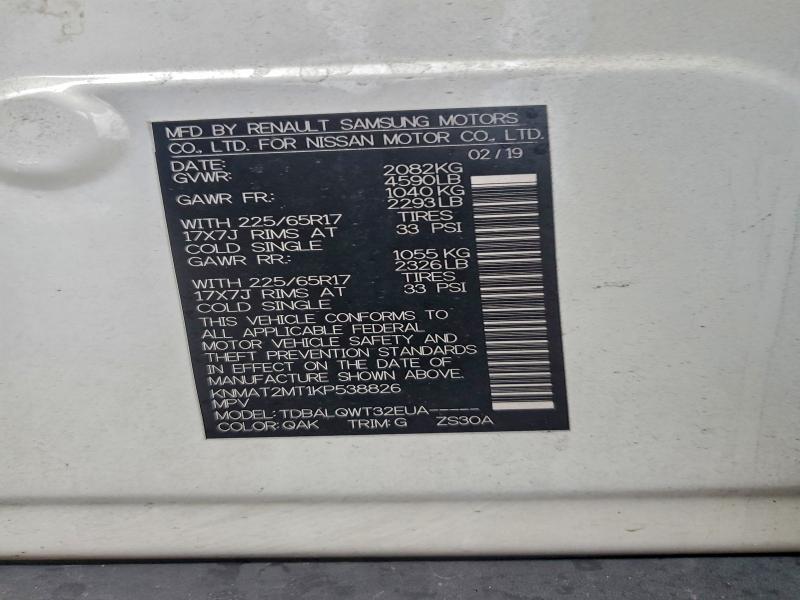 MFD BY RENAULT SAMSUNG MOTORS
CO., LTD. FOR NISSAN MOTOR CO., LTD.
DATE: 02/19
GVWR: 2082KG
4590LB
GAWR FR.: 1040 KG
2293 LB
WITH 225/65R17 TIRES
17X7J RIMS AT 33 PSI
COLD SINGLE
GAWR RR.: 1055 KG
2326 LB
WITH 225/65R17 TIRES
17X7J RIMS AT 33 PSI
COLD SINGLE
THIS VEHICLE CONFORMS TO
ALL APPLICABLE FEDERAL
MOTOR VEHICLE SAFETY AND
THEFT PREVENTION STANDARDS
IN EFFECT ON THE DATE OF
MANUFACTURE SHOWN ABOVE.
KNMAT2MT1KP538826
MPV
MODEL: TDBALQWT32EUA-----
COLOR: QAK TRIM: G ZS30A